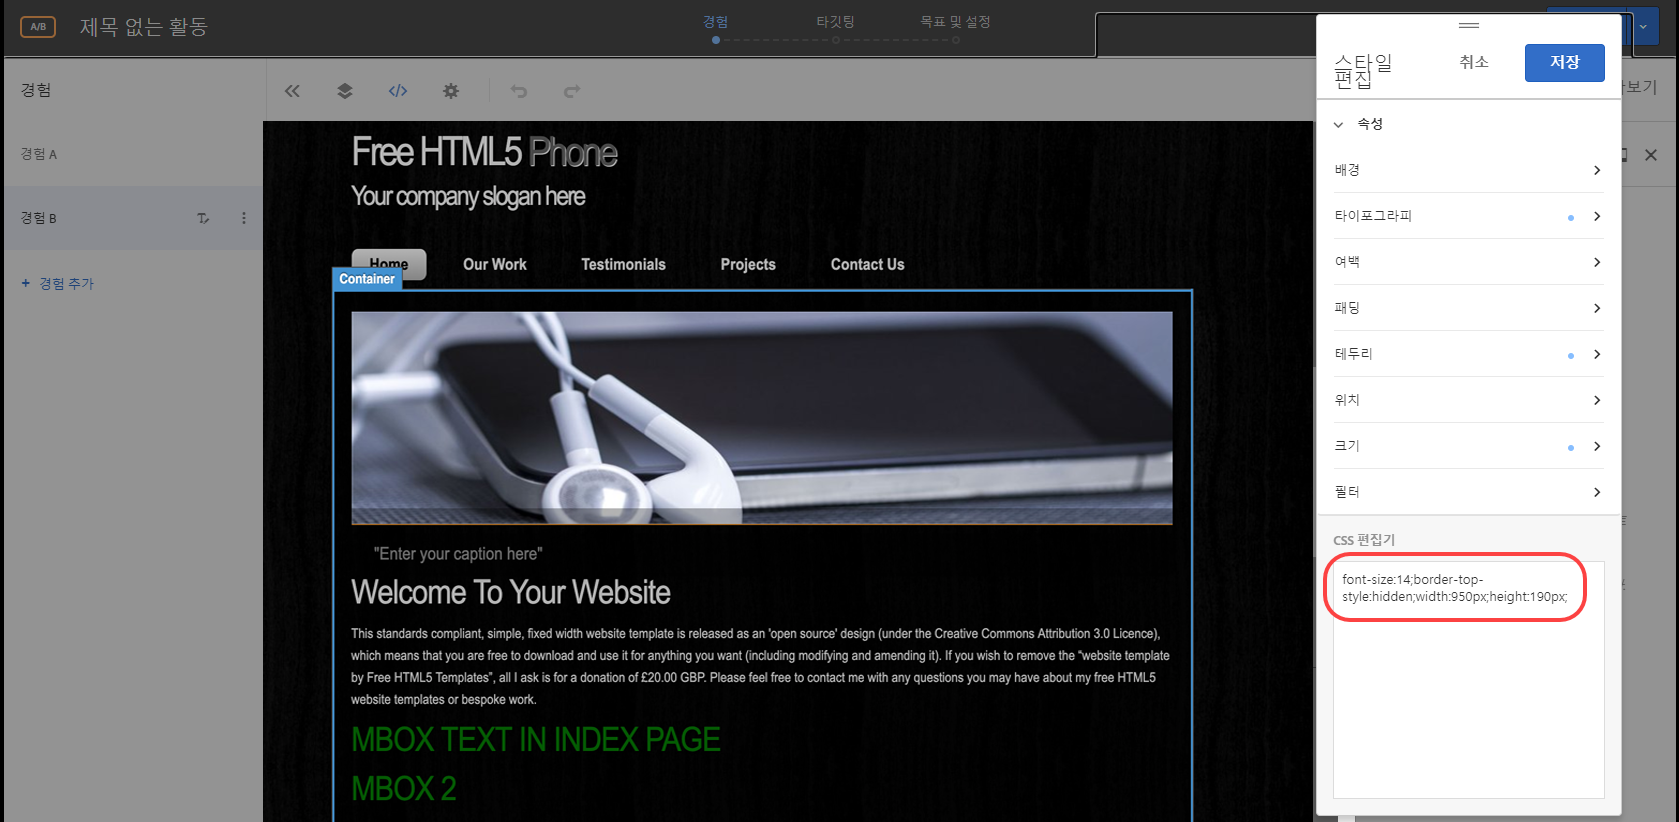 A/B
제목 없는 활동
경험
타깃팅
목표 및 설정
경험
경험 A
경험 B
+ 경험 추가
Free HTML5 Phone
Your company slogan here
Home
Our Work
Testimonials
Projects
Contact Us
Container
"Enter your caption here"
Welcome To Your Website
This standards compliant, simple, fixed width website template is released as an 'open source' design (under the Creative Commons Attribution 3.0 Licence),
which means that you are free to download and use it for anything you want (including modifying and amending it). If you wish to remove the “website template
by Free HTML5 Templates”, all I ask is for a donation of £20.00 GBP. Please feel free to contact me with any questions you may have about my free HTML5
website templates or bespoke work.
MBOX TEXT IN INDEX PAGE
MBOX 2
스타일
편집
취소
저장
속성
배경
타이포그라피
여백
패딩
테두리
위치
크기
필터
CSS 편집기
font-size:14;border-top-
style:hidden;width:950px;height:190px;
보기